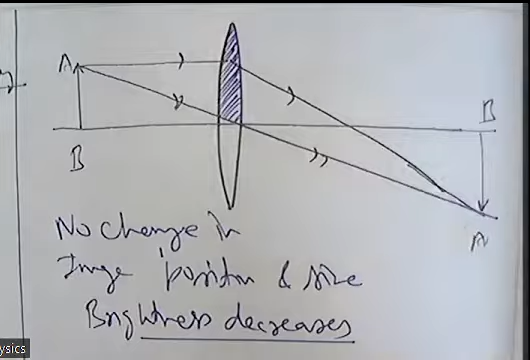 A
B
B
A
No change in
Image position & size
Brightness decreases
ysics